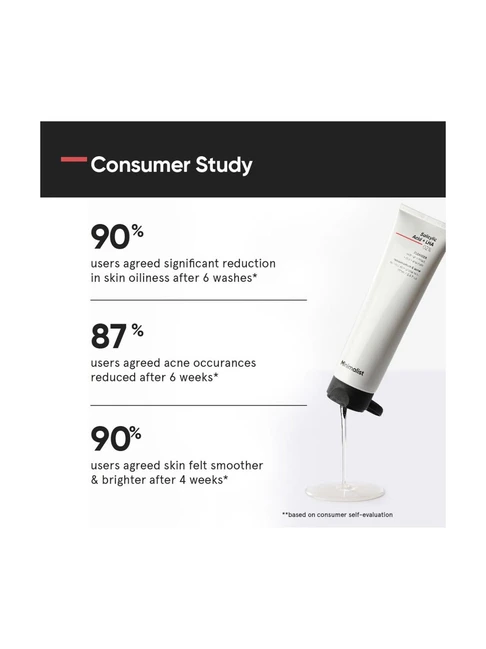 Consumer Study
90%
users agreed significant reduction
in skin oiliness after 6 washes*
87%
users agreed acne occurances
reduced after 6 weeks*
90%
users agreed skin felt smoother
& brighter after 4 weeks*
Salicylic
Acid + LHA
Minimalist
**based on consumer self-evaluation